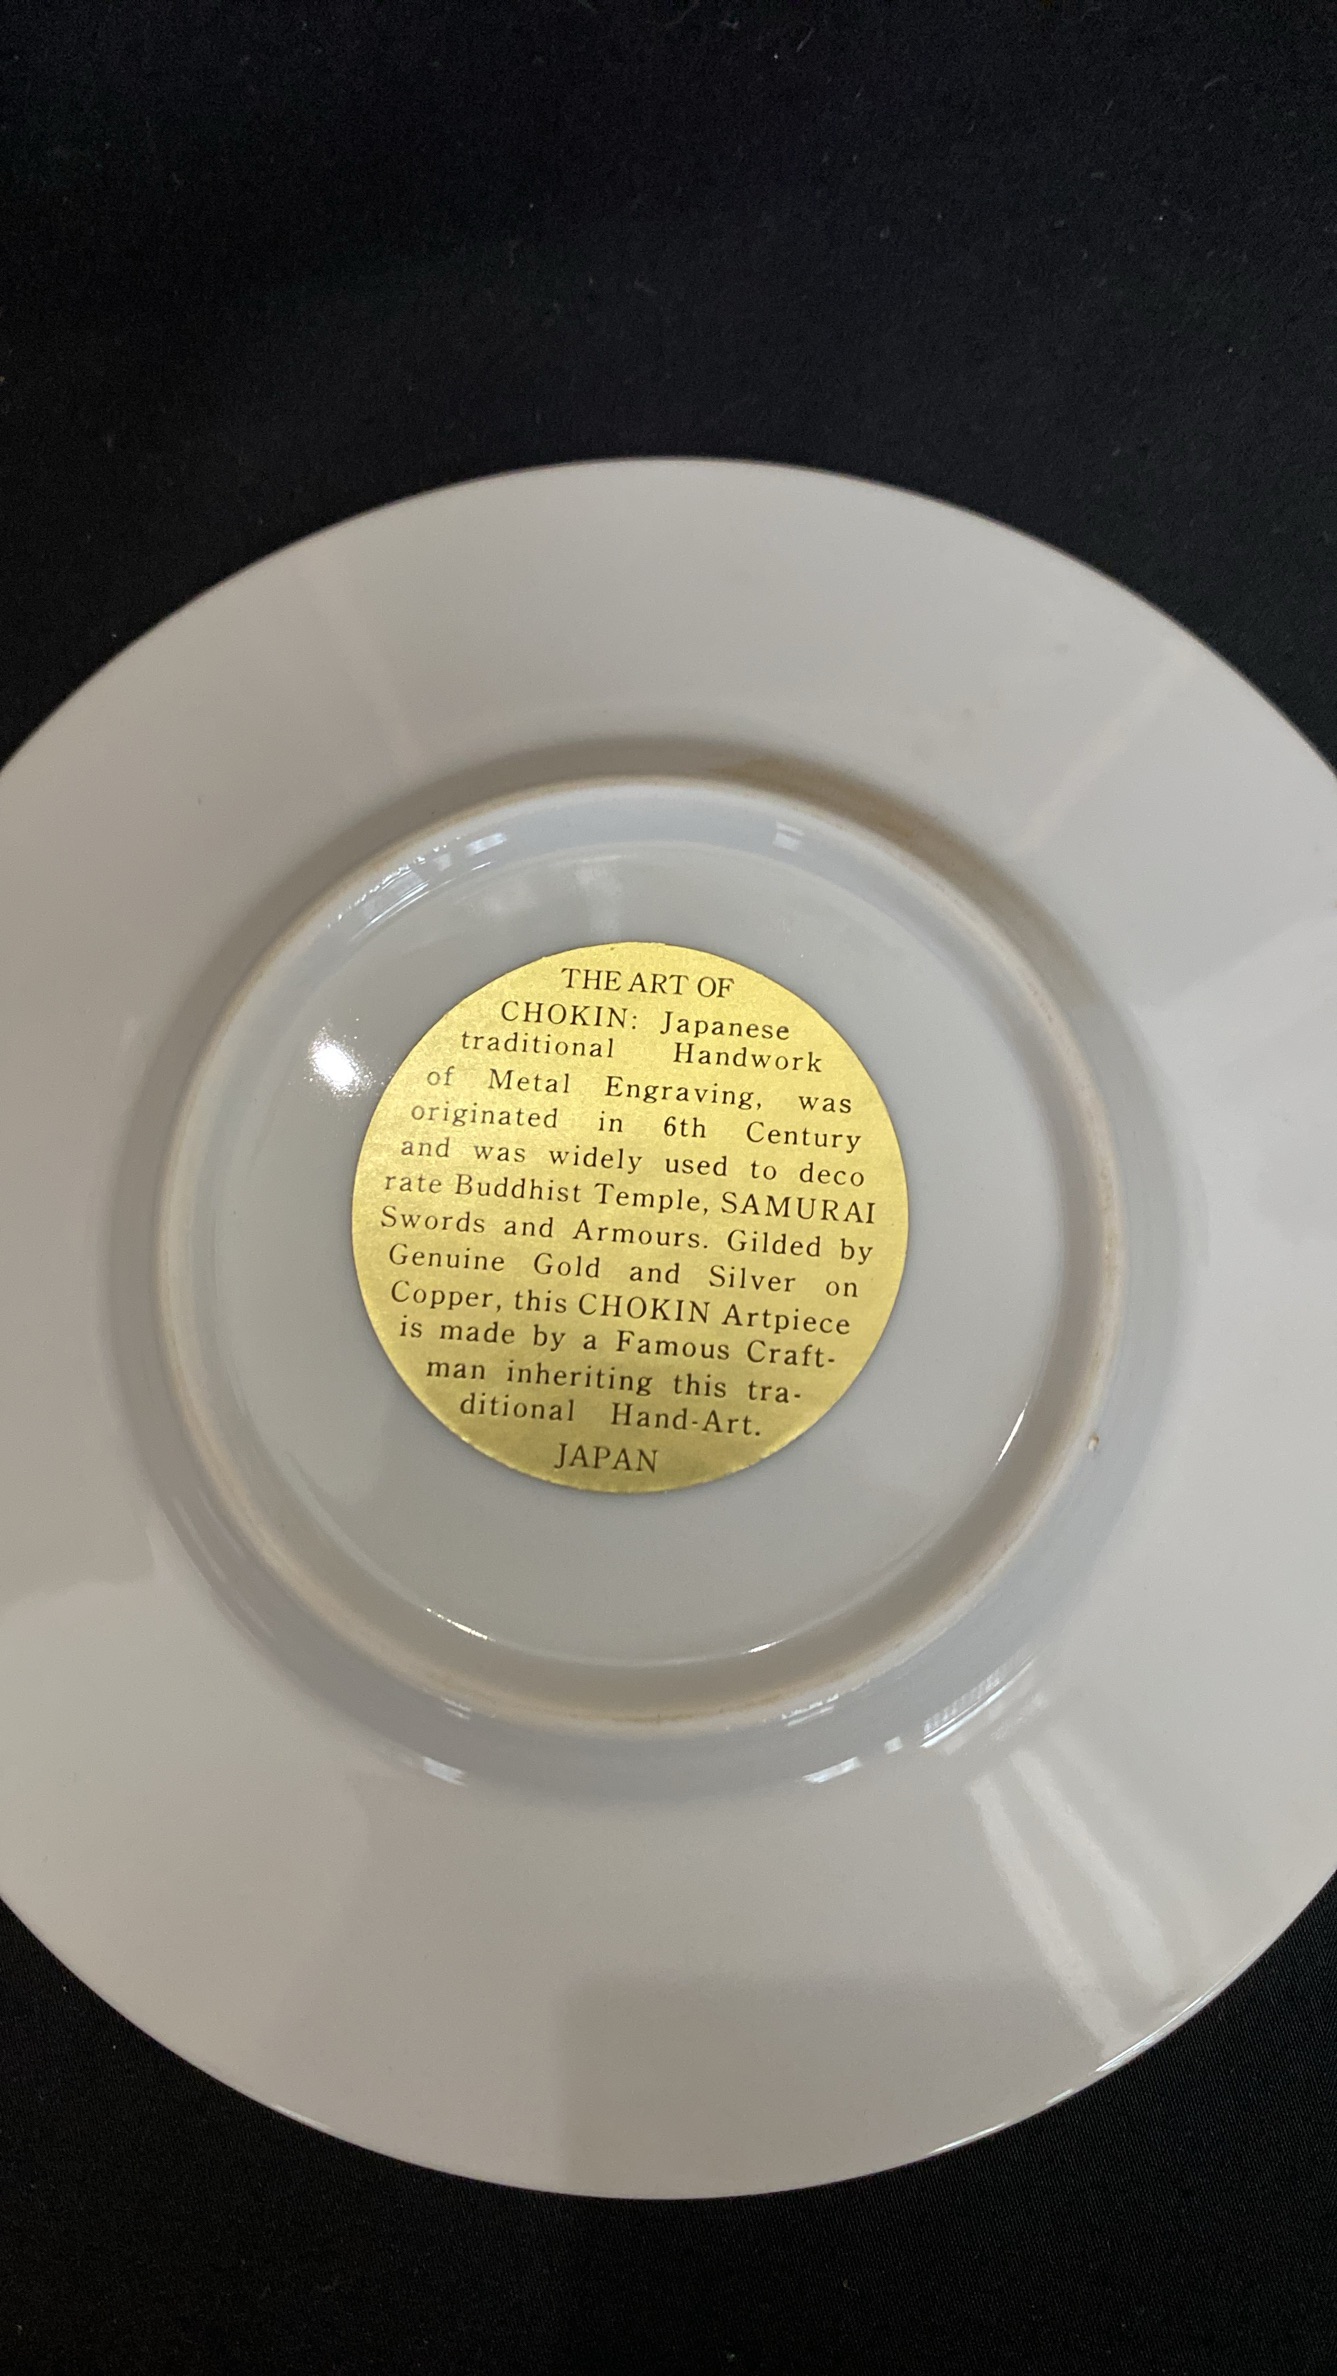 THE ART OF
CHOKIN: Japanese
traditional Handwork
of Metal Engraving, was
originated in 6th Century
and was widely used to deco
rate Buddhist Temple, SAMURAI
Swords and Armours. Gilded by
Genuine Gold and Silver on
Copper, this CHOKIN Artpiece
is made by a Famous Craft-
man inheriting this tra-
ditional Hand-Art.
JAPAN